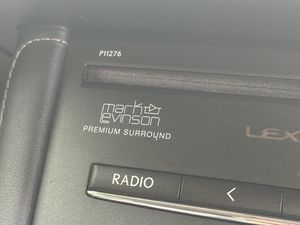 P11276
mark
levinson
PREMIUM SURROUND
LEX
RADIO